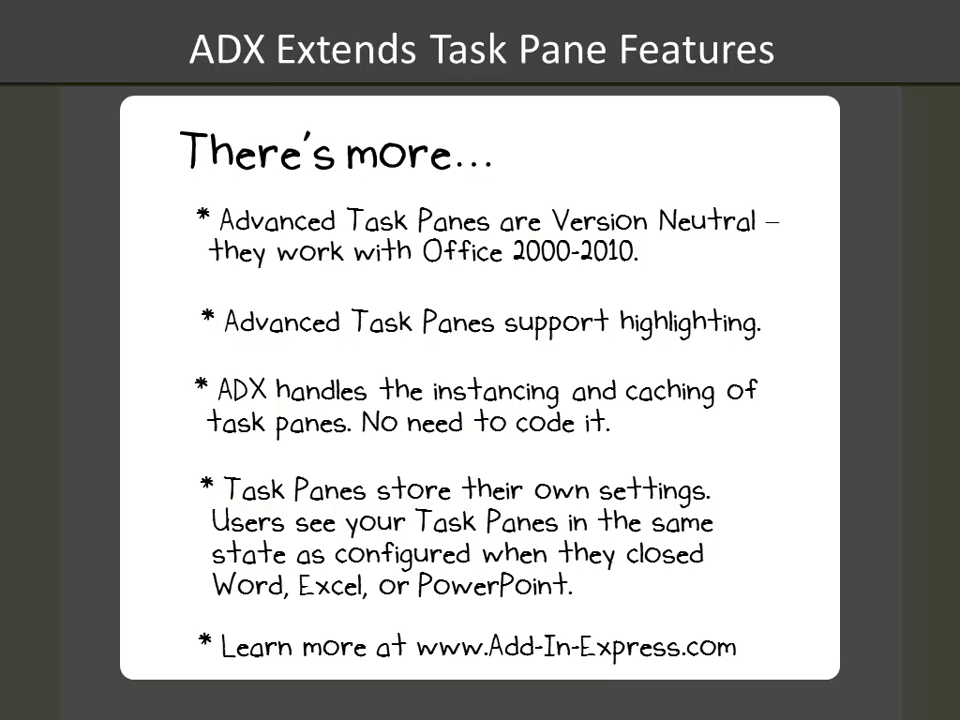 ADX Extends Task Pane Features
There's more...
* Advanced Task Panes are Version Neutral –
they work with Office 2000-2010.
* Advanced Task Panes support highlighting.
* ADX handles the instancing and caching of
task panes. No need to code it.
* Task Panes store their own settings.
Users see your Task Panes in the same
state as configured when they closed
Word, Excel, or PowerPoint.
* Learn more at www.Add-In-Express.com